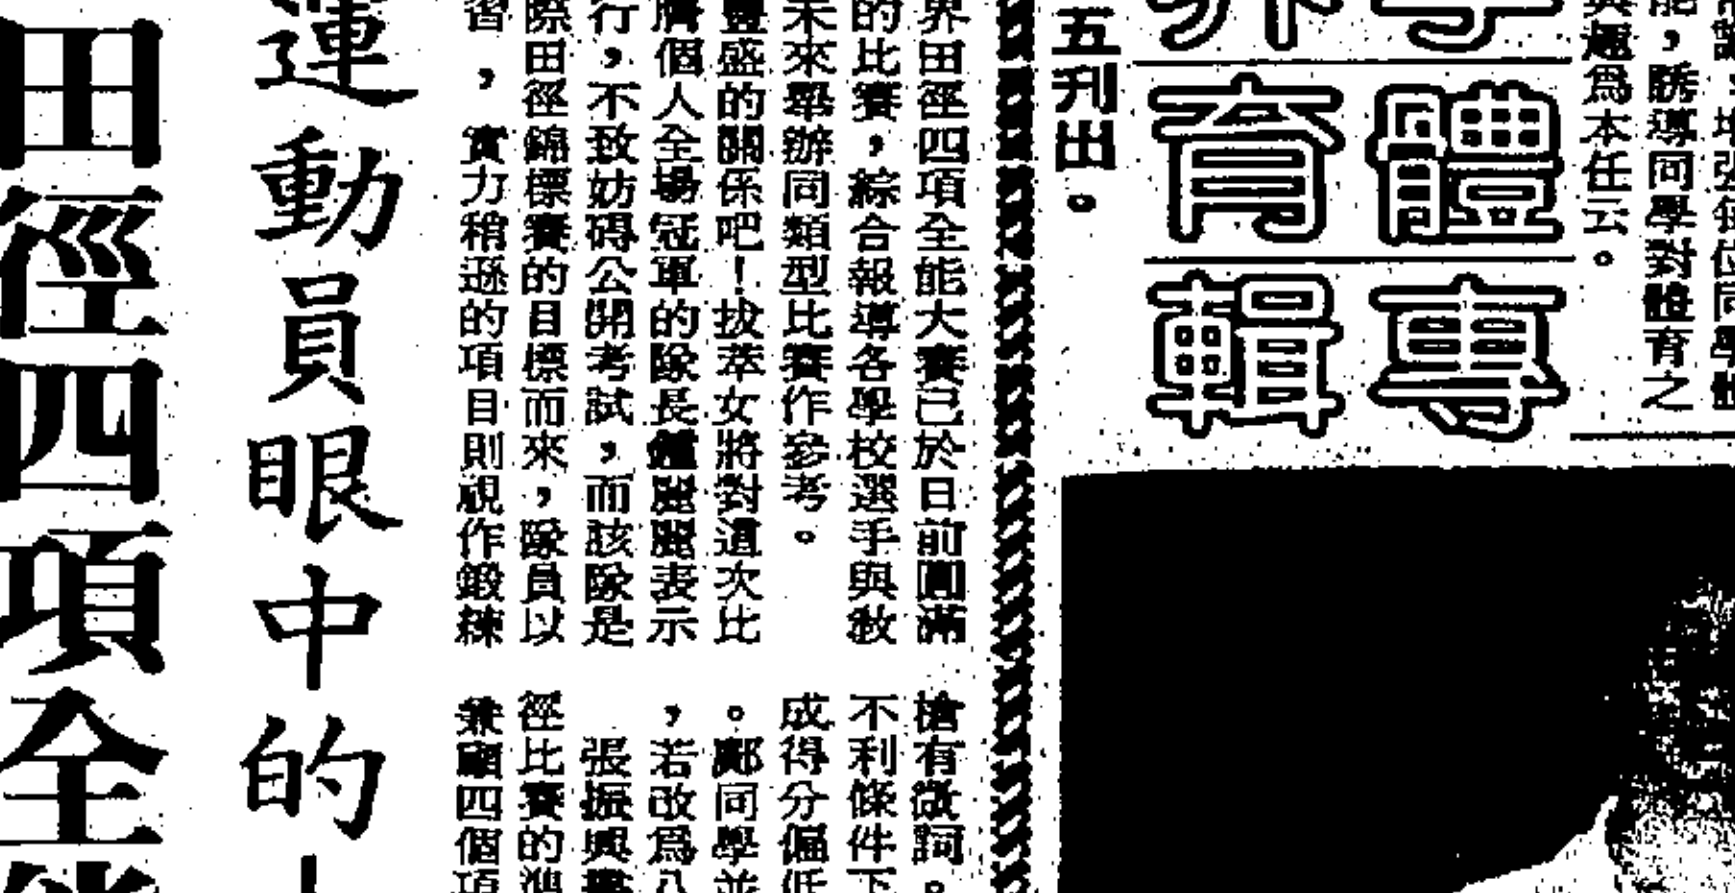 能，誘導同學對體育之
興趣爲本任云。
體專
育輯
五刊出。
界田徑四項全能大賽已於日前圓滿
的比賽，綜合報導各學校選手與教
未來舉辦同類型比賽作參考。
豐盛的關係吧！拔萃女將對這次比
膺個人全場冠軍的隊長鍾麗麗表示
行，不致妨碍公開考試，而該隊是
際田徑錦標賽的目標而來，隊員以
習，實力稍遜的項目則視作鍛練
槍有微詞。
不利條件下
成得分偏低
。鄺同學並
，若改爲八
張振興
徑比賽的
兼顧四個項
運動員眼中的
田徑四項全能